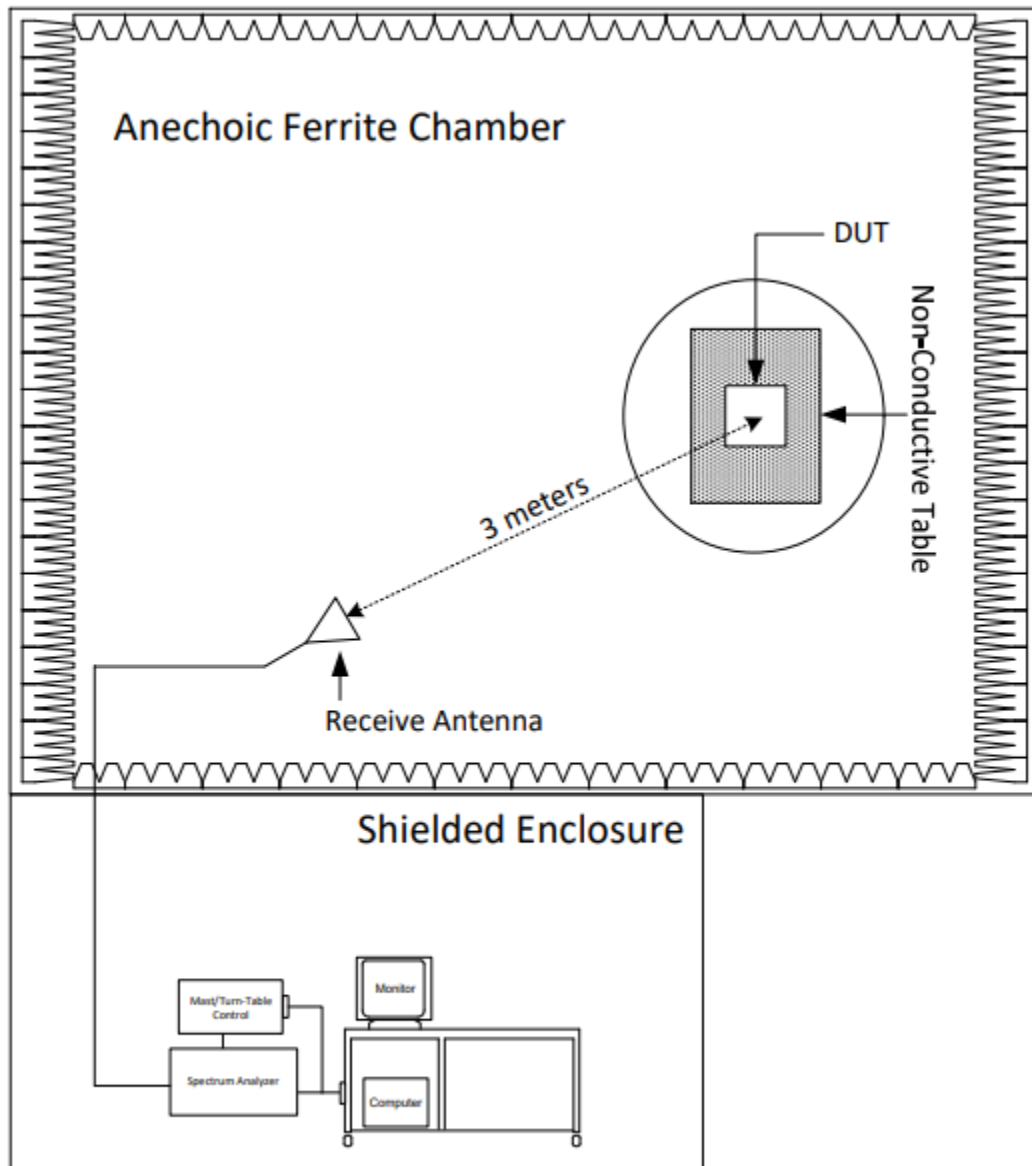 Anechoic Ferrite Chamber
DUT
Non-Conductive Table
3 meters
Receive Antenna
Shielded Enclosure
Monitor
Mast/Turn-Table
Control
Spectrum Analyzer
Computer